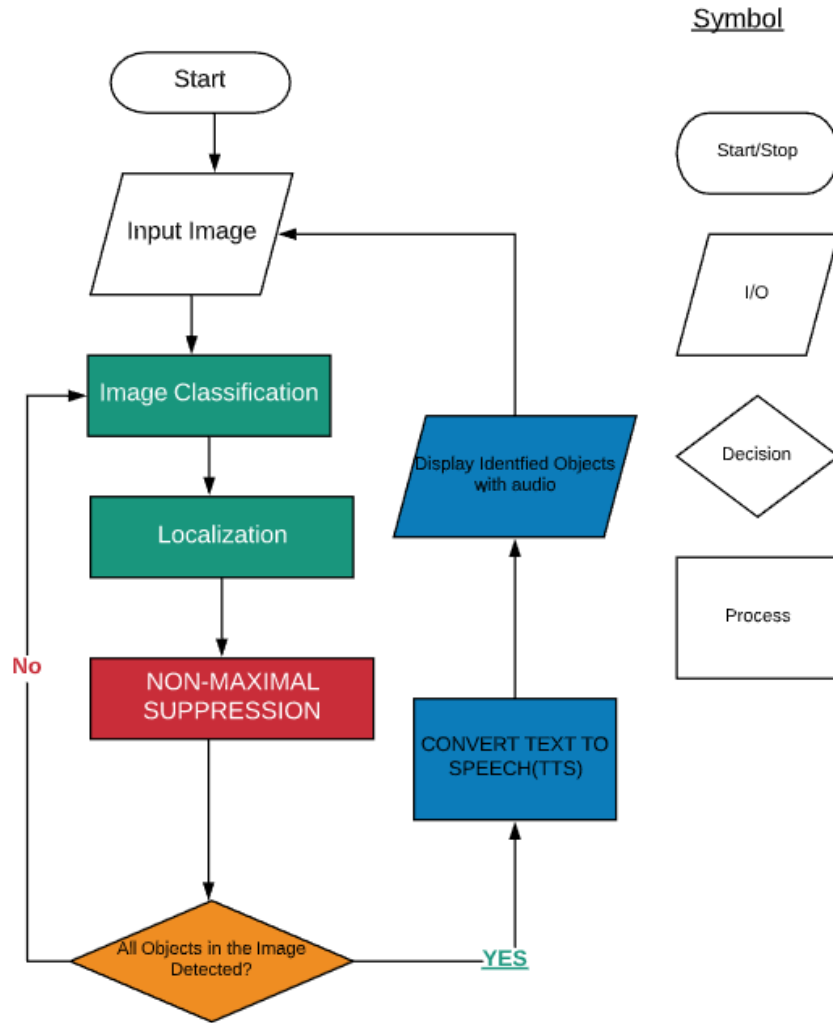 Symbol
Start
Start/Stop
Input Image
I/O
Image Classification
Decision
Display Identfied Objects
with audio
Localization
Process
No
NON-MAXIMAL
SUPPRESSION
CONVERT TEXT TO
SPEECH(TTS)
All Objects in the Image
Detected?
YES